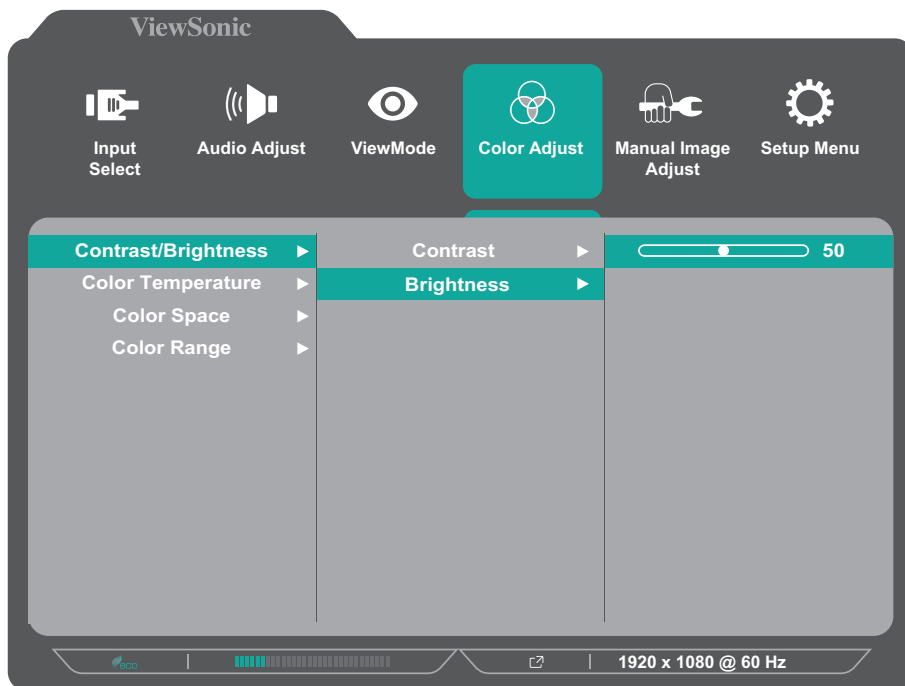 ViewSonic
Input
Select
Audio Adjust
ViewMode
Color Adjust
Manual Image
Adjust
Setup Menu
Contrast/Brightness
Color Temperature
Color Space
Color Range
Contrast
Brightness
50
eco
1920 x 1080 @ 60 Hz